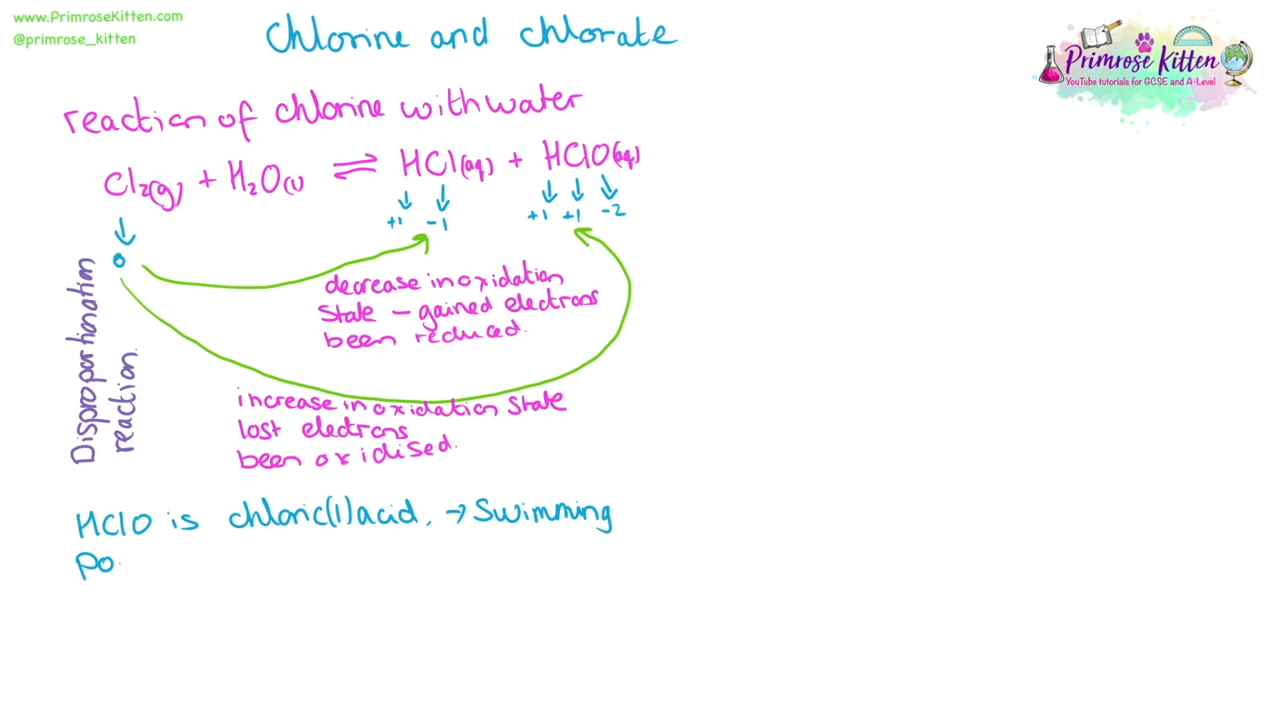 www.PrimroseKitten.com
@primrose_kitten
Chlorine and chlorate
Primrose Kitten
YouTube tutorials for GCSE and A-Level
reaction of chlorine with water
Cl₂(g) + H₂O(l) ⇌ HCl(aq) + HClO(aq)
+1 -1 +1 +1 -2
0
decrease in oxidation
state - gained electrons
been reduced.
Disproportionation
reaction.
increase in oxidation state
lost electrons
been oxidised.
HClO is chloric(I) acid, → Swimming
po